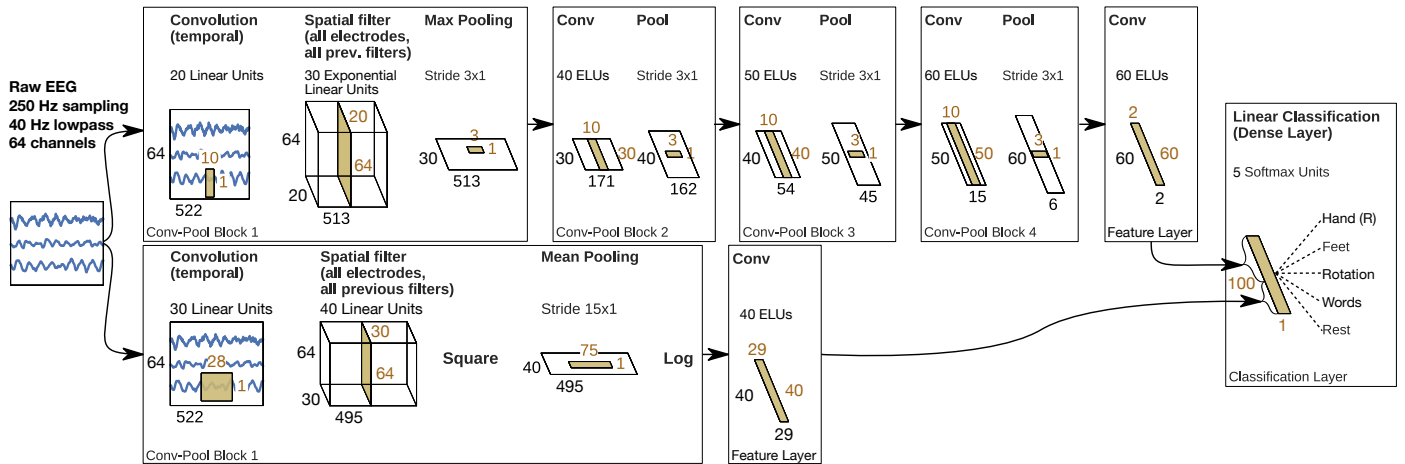 Raw EEG
250 Hz sampling
40 Hz lowpass
64 channels
Convolution
(temporal)
20 Linear Units
64
10
1
522
Spatial filter
(all electrodes,
all prev. filters)
30 Exponential
Linear Units
20
64
64
20
513
Max Pooling
Stride 3x1
3
30
1
513
Conv-Pool Block 1
Conv
40 ELUs
10
30
30
171
Pool
Stride 3x1
3
40
1
162
Conv-Pool Block 2
Conv
50 ELUs
10
40
40
54
Pool
Stride 3x1
3
50
1
45
Conv-Pool Block 3
Conv
60 ELUs
10
50
50
15
Pool
Stride 3x1
3
60
1
6
Conv-Pool Block 4
Conv
60 ELUs
2
60
60
2
Feature Layer
Convolution
(temporal)
30 Linear Units
64
28
1
522
Spatial filter
(all electrodes,
all previous filters)
40 Linear Units
30
64
64
30
495
Square
Mean Pooling
Stride 15x1
75
40
1
495
Log
Conv-Pool Block 1
Conv
40 ELUs
29
40
40
29
Feature Layer
Linear Classification
(Dense Layer)
5 Softmax Units
Hand (R)
Feet
Rotation
Words
Rest
100
1
Classification Layer